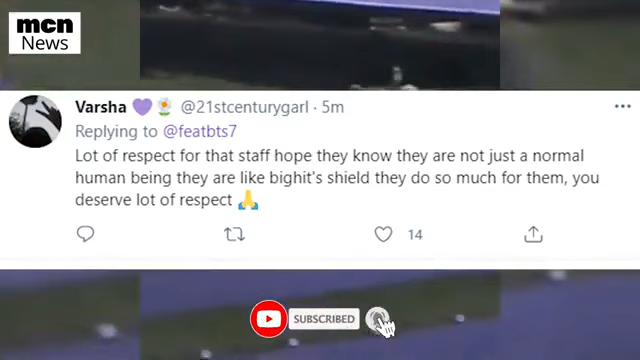 mcn
News
Varsha 💜 🌼 @21stcenturygarl · 5m
Replying to @featbts7
Lot of respect for that staff hope they know they are not just a normal
human being they are like bighit's shield they do so much for them, you
deserve lot of respect 🙏
14
SUBSCRIBED